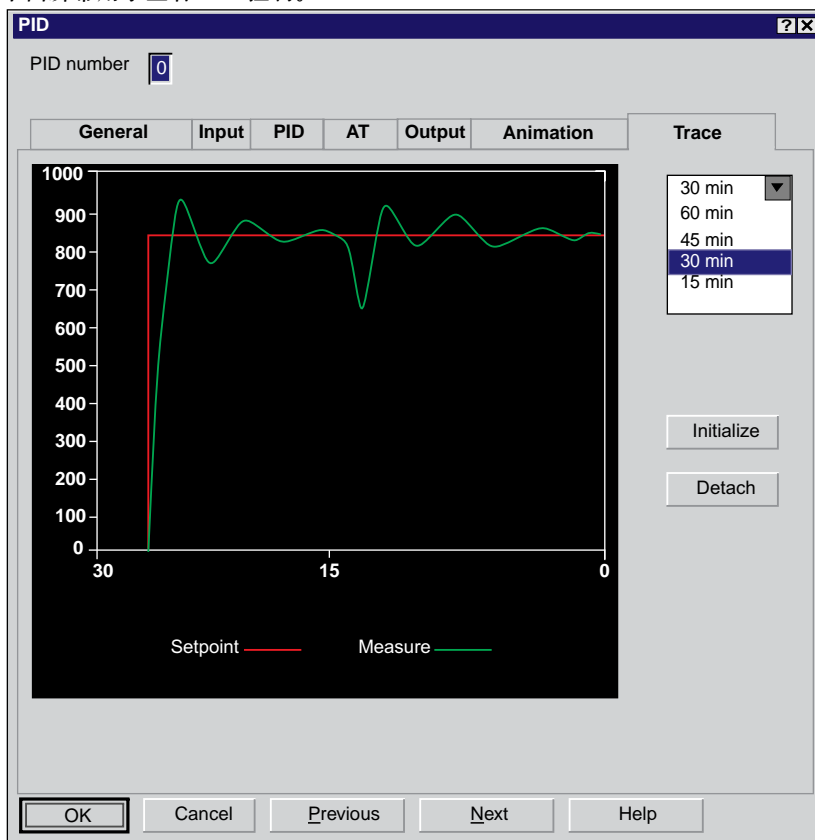 PID
PID number 0
General Input PID AT Output Animation Trace
1000
900
800
700
600
500
400
300
200
100
0
30 15 0
Setpoint Measure
30 min
60 min
45 min
30 min
15 min
Initialize
Detach
OK Cancel Previous Next Help